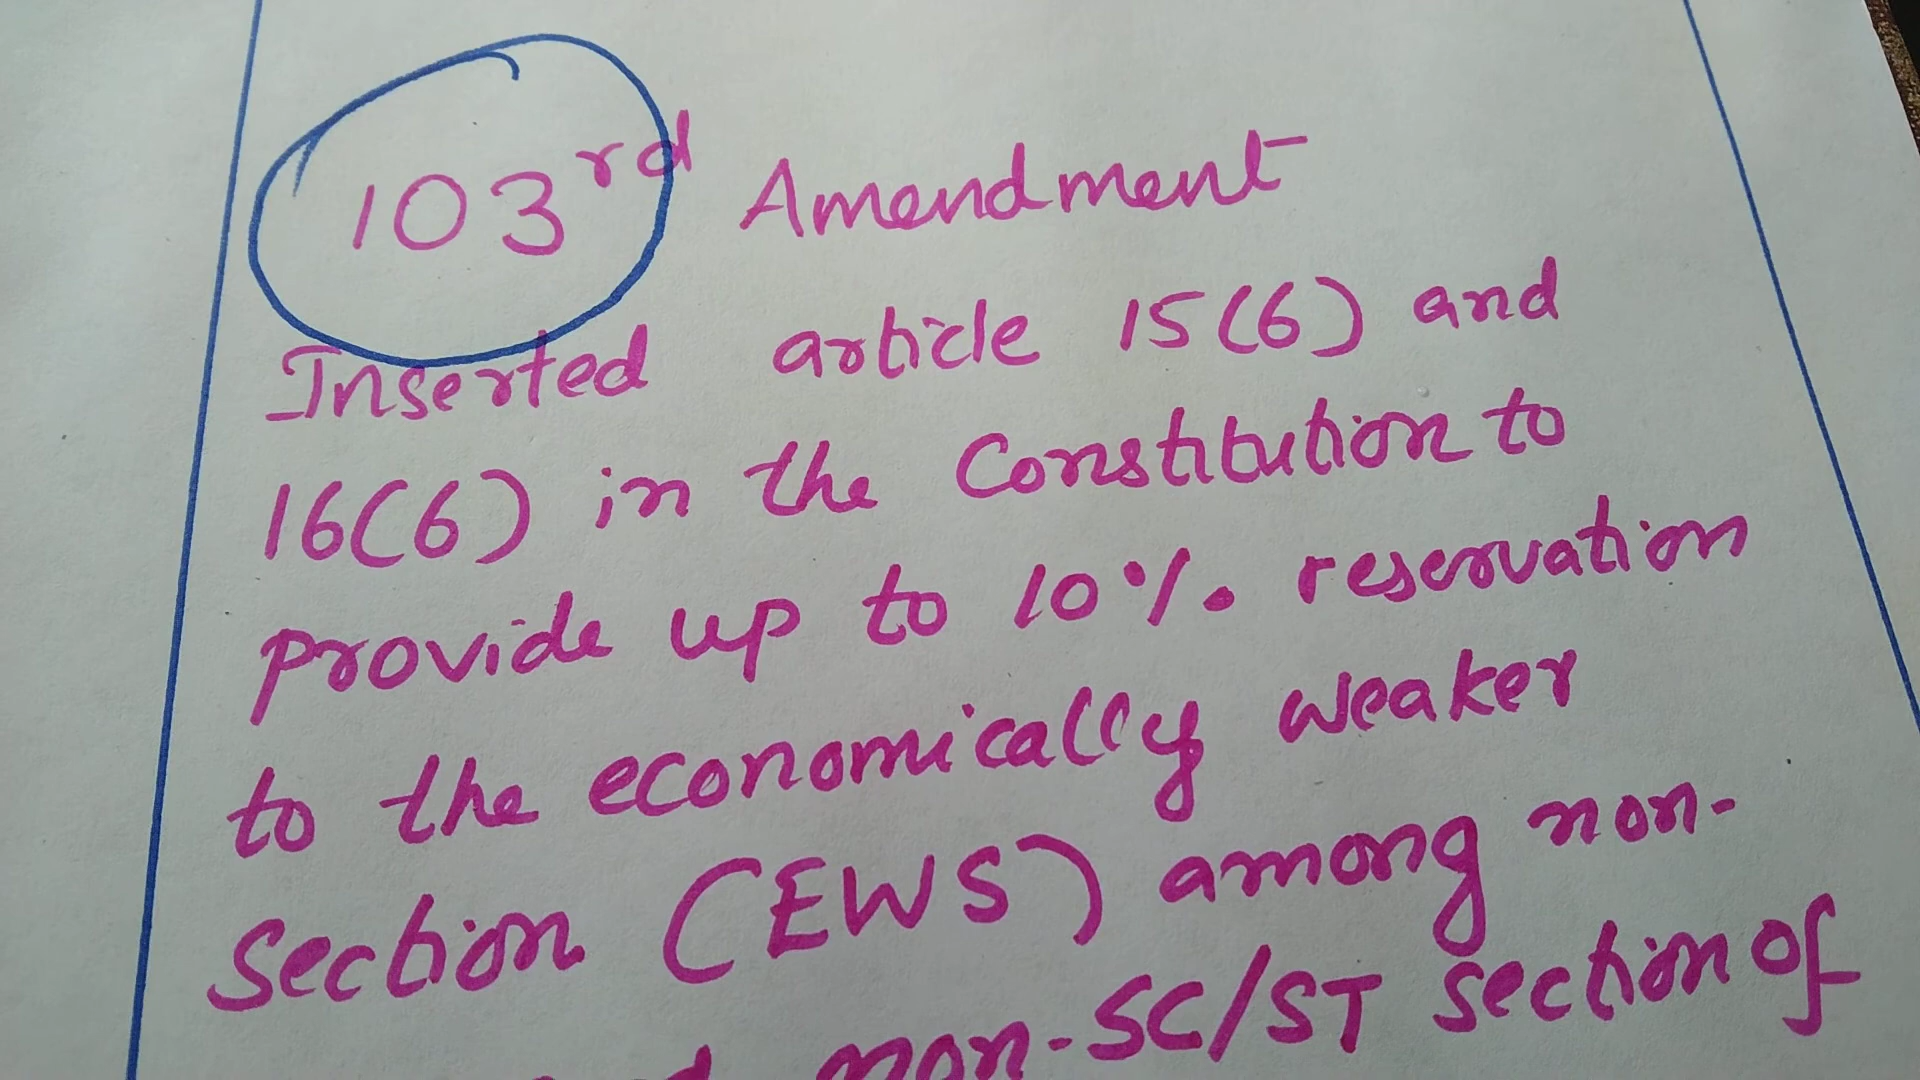 103rd Amendment
Inserted article 15(6) and
16(6) in the Constitution to
provide up to 10% reservation
to the economically weaker
Section (EWS) among non-
non-SC/ST section of